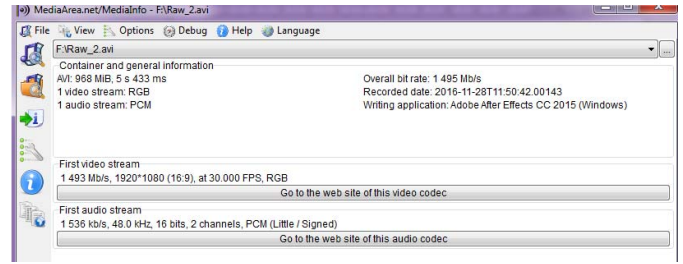 MediaArea.net/MediaInfo - F:\Raw_2.avi
File View Options Debug Help Language
F:\Raw_2.avi
...
Container and general information
AVI: 968 MiB, 5 s 433 ms
Overall bit rate: 1 495 Mb/s
1 video stream: RGB
Recorded date: 2016-11-28T11:50:42.00143
1 audio stream: PCM
Writing application: Adobe After Effects CC 2015 (Windows)
First video stream
1 493 Mb/s, 1920*1080 (16:9), at 30.000 FPS, RGB
Go to the web site of this video codec
First audio stream
1 536 kb/s, 48.0 kHz, 16 bits, 2 channels, PCM (Little / Signed)
Go to the web site of this audio codec